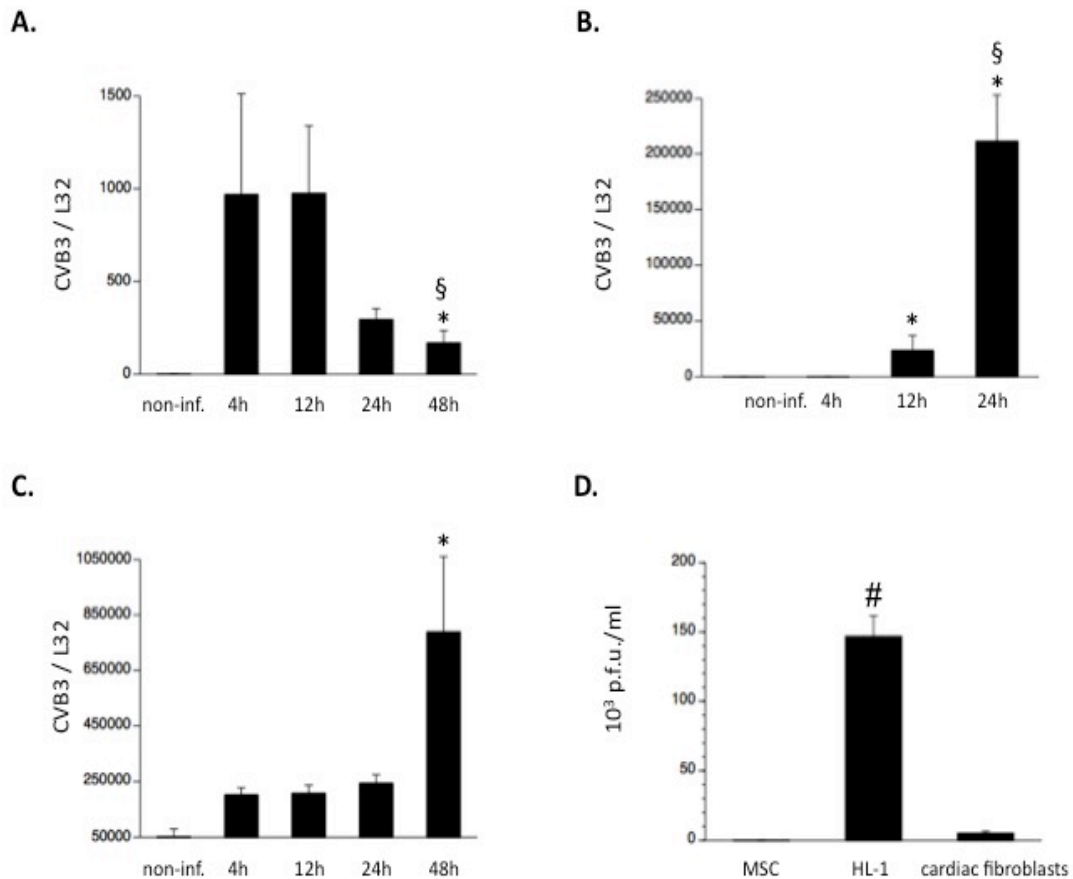 A.
B.
CVB3 / L32
1500
1000
500
0
§
*
non-inf. 4h 12h 24h 48h
CVB3 / L32
250000
200000
150000
100000
50000
0
*
§
*
non-inf. 4h 12h 24h
C.
D.
CVB3 / L32
1050000
850000
650000
450000
250000
50000
*
non-inf. 4h 12h 24h 48h
10³ p.f.u./ml
200
150
100
50
0
#
MSC HL-1 cardiac fibroblasts